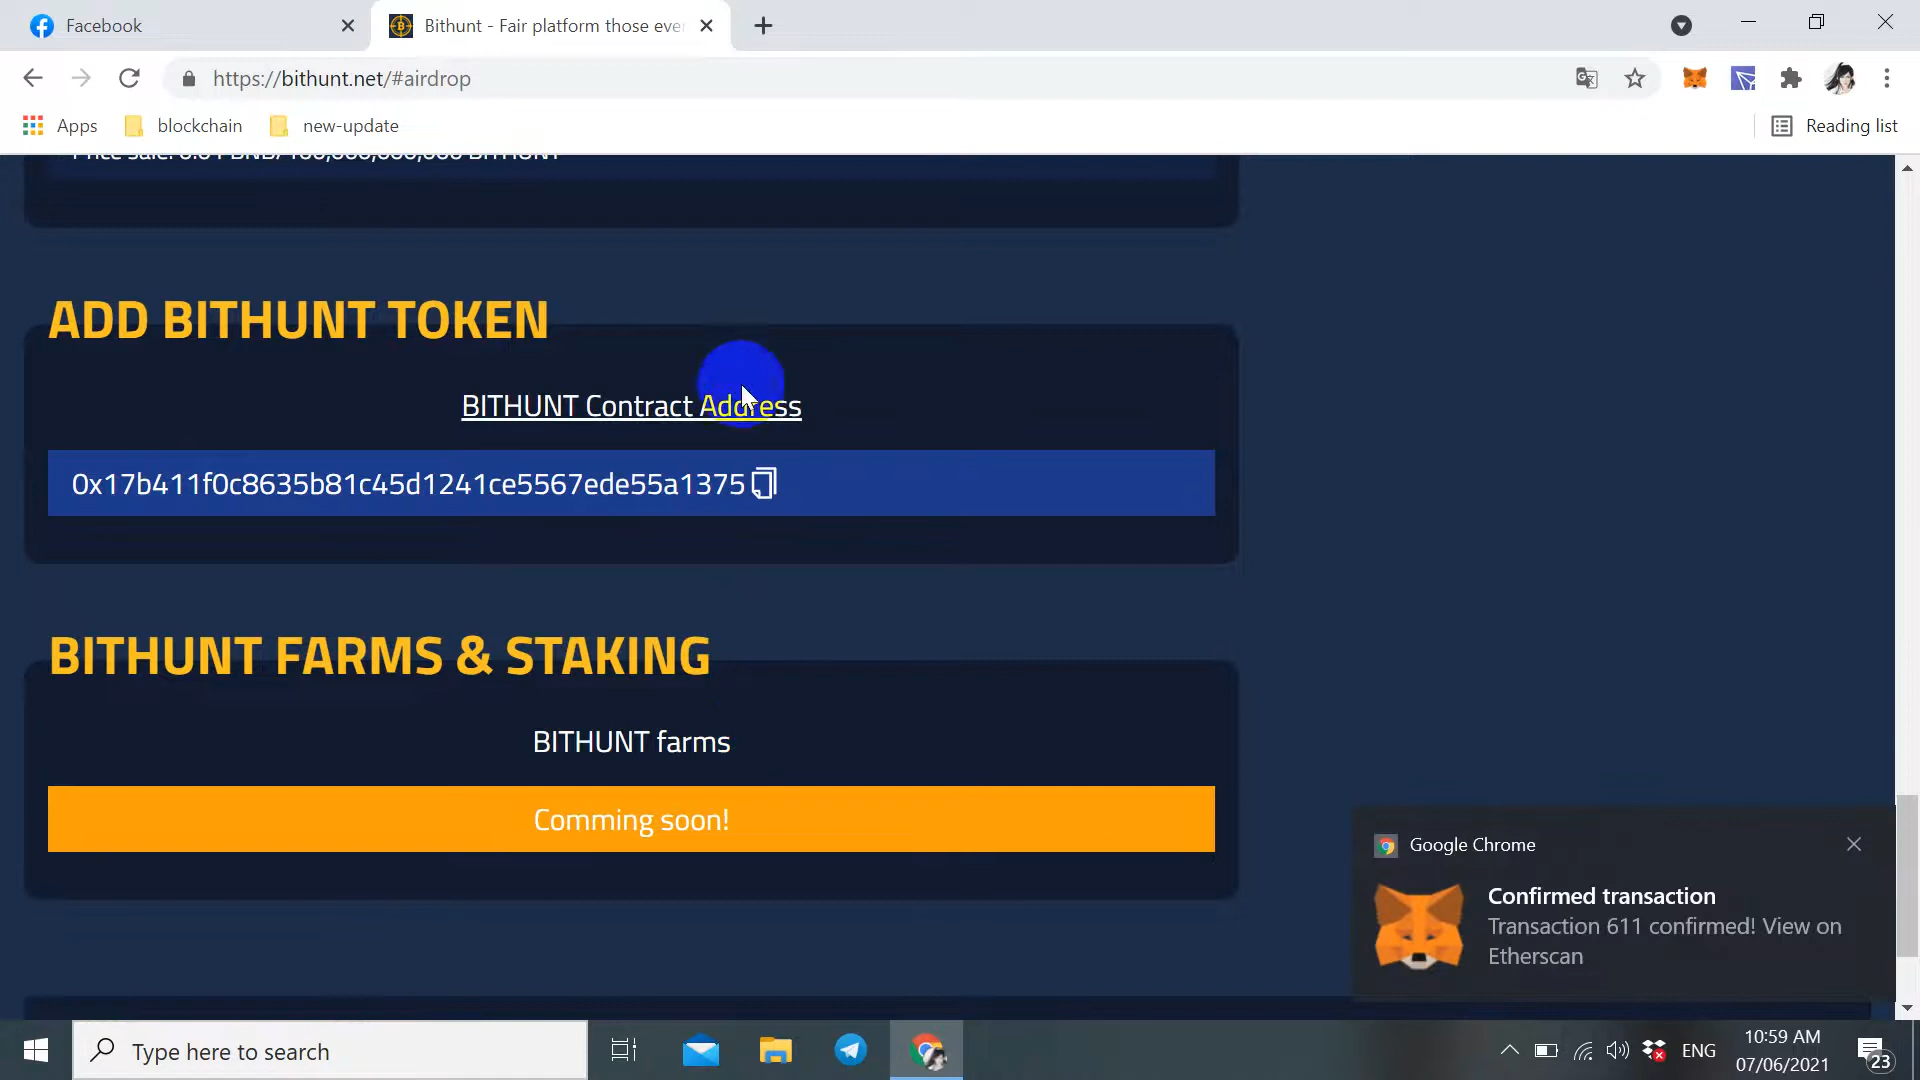 Facebook
Bithunt - Fair platform those ever
https://bithunt.net/#airdrop
Apps
blockchain
new-update
Reading list
ADD BITHUNT TOKEN
BITHUNT Contract Address
0x17b411f0c8635b81c45d1241ce5567ede55a1375
BITHUNT FARMS & STAKING
BITHUNT farms
Comming soon!
Google Chrome
Confirmed transaction
Transaction 611 confirmed! View on
Etherscan
Type here to search
ENG
10:59 AM
07/06/2021
23